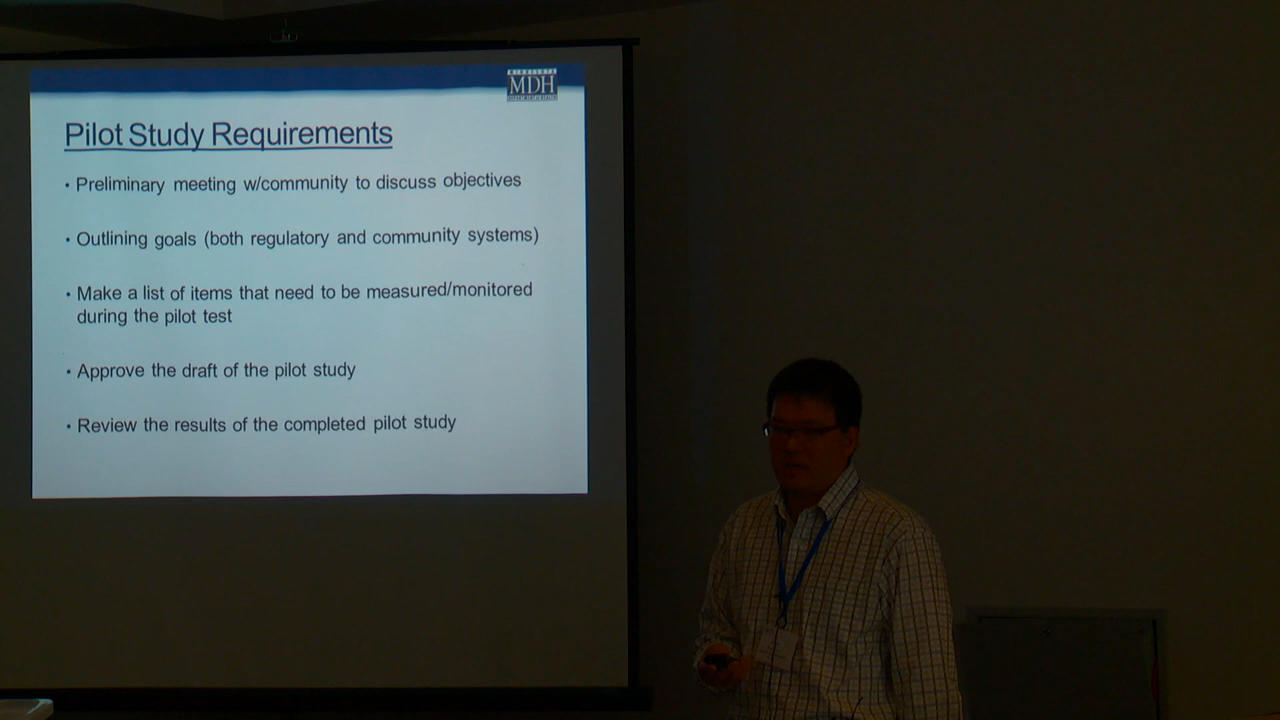 MINNESOTA
MDH
Pilot Study Requirements
• Preliminary meeting w/community to discuss objectives
• Outlining goals (both regulatory and community systems)
• Make a list of items that need to be measured/monitored
during the pilot test
• Approve the draft of the pilot study
• Review the results of the completed pilot study